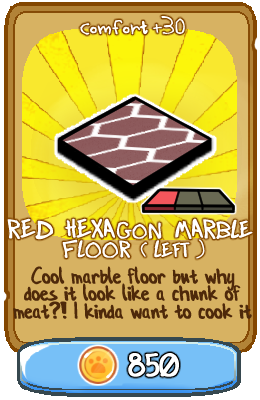 comfort +30
RED HEXAGON MARBLE
FLOOR ( LEFT )
Cool marble floor but why
does it look like a chunk of
meat?! I kinda want to cook it
850